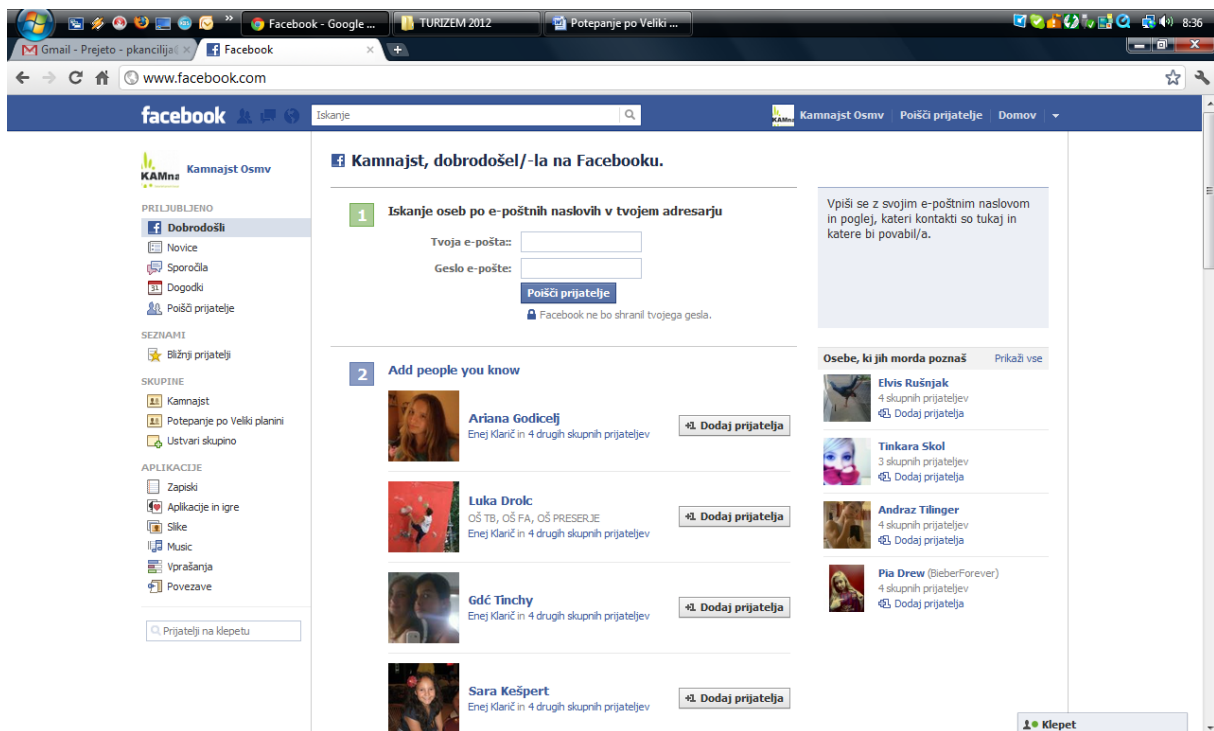 Facebook - Google ...
TURIZEM 2012
Potepanje po Veliki ...
8:36
Gmail - Prejeto - pkancilija
Facebook
www.facebook.com
facebook
Iskanje
Kamnajst Osmv
Poišči prijatelje
Domov
KAMna
Kamnajst Osmv
PRILJUBLJENO
Dobrodošli
Novice
Sporočila
31 Dogodki
Poišči prijatelje
SEZNAMI
Bližnji prijatelji
SKUPINE
Kamnajst
Potepanje po Veliki planini
Ustvari skupino
APLIKACIJE
Zapiski
Aplikacije in igre
Slike
Music
Vprašanja
Povezave
Prijatelji na klepetu
Kamnajst, dobrodošel/-la na Facebooku.
1
Iskanje oseb po e-poštnih naslovih v tvojem adresarju
Tvoja e-pošta::
Geslo e-pošte:
Poišči prijatelje
Facebook ne bo shranil tvojega gesla.
2
Add people you know
Ariana Godicelj
Enej Klarič in 4 drugih skupnih prijateljev
+1 Dodaj prijatelja
Luka Drolc
OŠ TB, OŠ FA, OŠ PRESERJE
Enej Klarič in 4 drugih skupnih prijateljev
+1 Dodaj prijatelja
Gdć Tinchy
Enej Klarič in 4 drugih skupnih prijateljev
+1 Dodaj prijatelja
Sara Kešpert
Enej Klarič in 4 drugih skupnih prijateljev
+1 Dodaj prijatelja
Vpiši se z svojim e-poštnim naslovom
in poglej, kateri kontakti so tukaj in
katere bi povabil/a.
Osebe, ki jih morda poznaš
Prikaži vse
Elvis Rušnjak
4 skupnih prijateljev
Dodaj prijatelja
Tinkara Skol
3 skupnih prijateljev
Dodaj prijatelja
Andraz Tilinger
4 skupnih prijateljev
Dodaj prijatelja
Pia Drew (BieberForever)
4 skupnih prijateljev
Dodaj prijatelja
Klepet